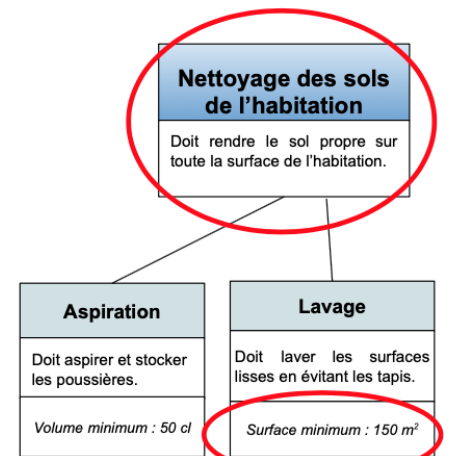 Nettoyage des sols
de l'habitation
Doit rendre le sol propre sur
toute la surface de l'habitation.
Aspiration
Doit aspirer et stocker
les poussières.
Volume minimum : 50 cl
Lavage
Doit laver les surfaces
lisses en évitant les tapis.
Surface minimum : 150 m²